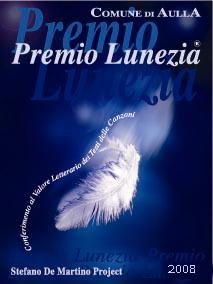 COMUNE DI AULLA
Premio
Premio Lunezia®
Lunezia
Conferimento al Valore Letterario dei Testi delle Canzoni
Lunezia Premio
Stefano De Martino Project
2008